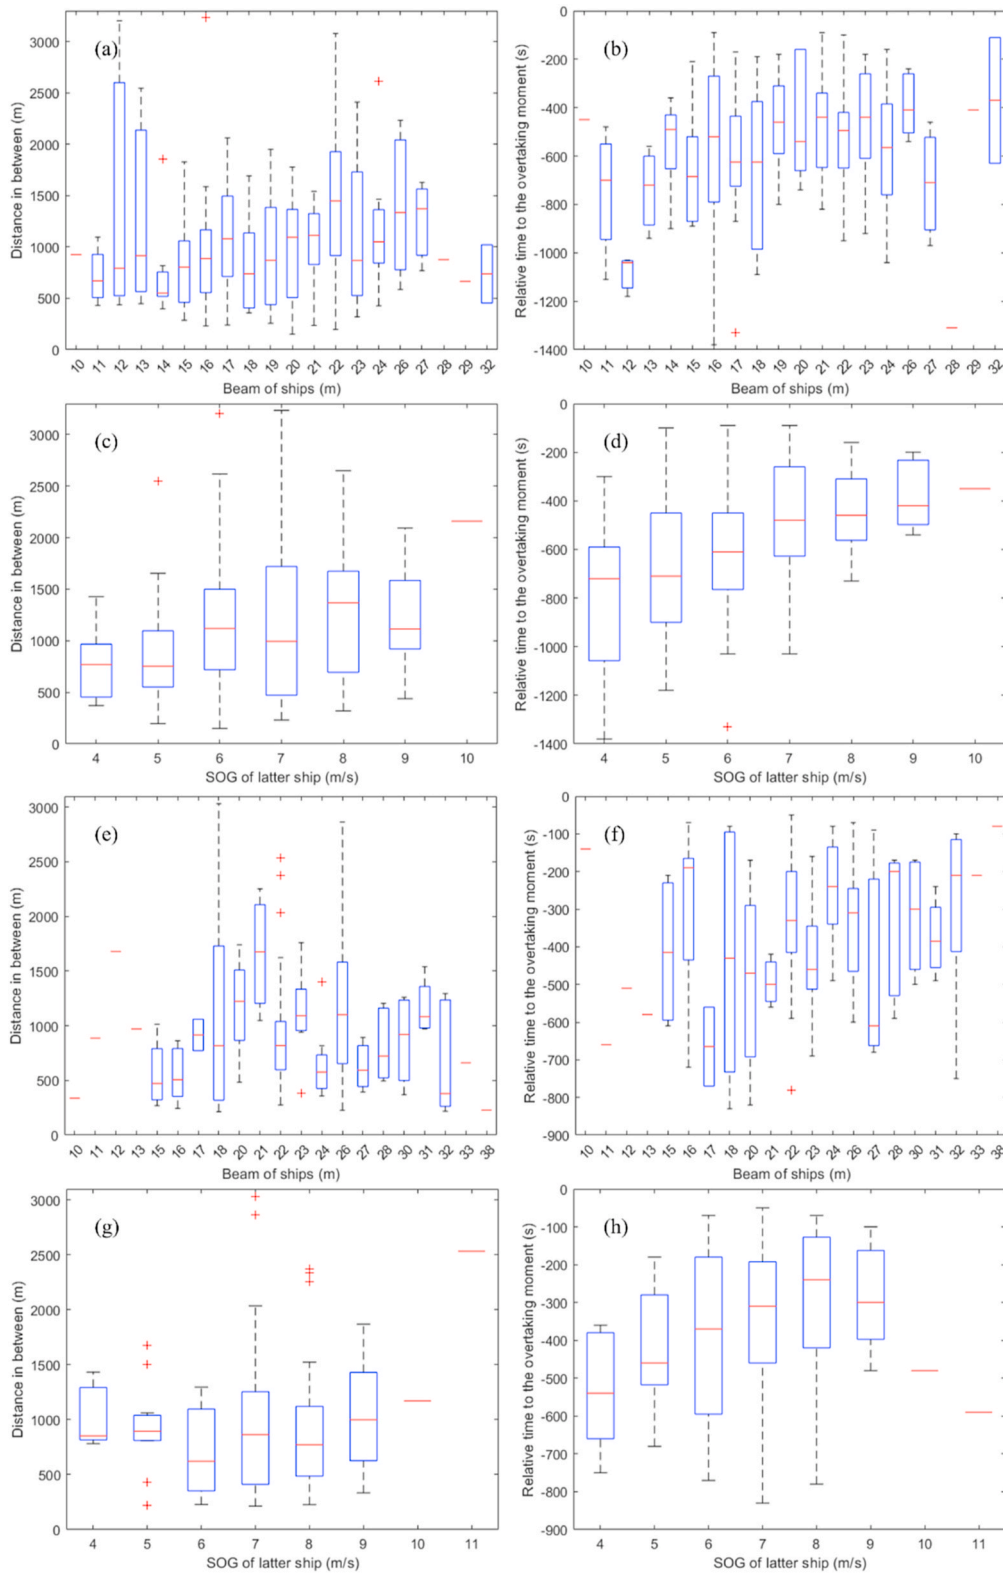 (a)
Distance in between (m)
3000
2500
2000
1500
1000
500
0
10 11 12 13 14 15 16 17 18 19 20 21 22 23 24 26 27 28 29 32
Beam of ships (m)
(b)
Relative time to the overtaking moment (s)
0
-200
-400
-600
-800
-1000
-1200
-1400
10 11 12 13 14 15 16 17 18 19 20 21 22 23 24 26 27 28 29 32
Beam of ships (m)
(c)
Distance in between (m)
3000
2500
2000
1500
1000
500
0
4 5 6 7 8 9 10
SOG of latter ship (m/s)
(d)
Relative time to the overtaking moment (s)
0
-200
-400
-600
-800
-1000
-1200
-1400
4 5 6 7 8 9 10
SOG of latter ship (m/s)
(e)
Distance in between (m)
3000
2500
2000
1500
1000
500
0
10 11 12 13 15 16 17 18 20 21 22 23 24 26 27 28 30 31 32 33 38
Beam of ships (m)
(f)
Relative time to the overtaking moment (s)
0
-100
-200
-300
-400
-500
-600
-700
-800
-900
10 11 12 13 15 16 17 18 20 21 22 23 24 26 27 28 30 31 32 33 38
Beam of ships (m)
(g)
Distance in between (m)
3000
2500
2000
1500
1000
500
0
4 5 6 7 8 9 10 11
SOG of latter ship (m/s)
(h)
Relative time to the overtaking moment (s)
0
-100
-200
-300
-400
-500
-600
-700
-800
-900
4 5 6 7 8 9 10 11
SOG of latter ship (m/s)